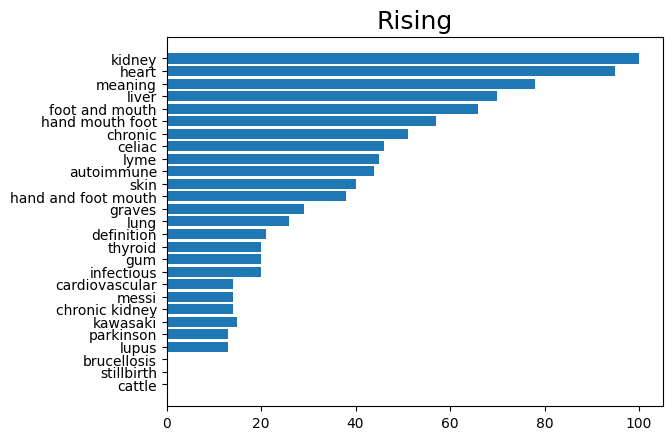 Rising
kidney
heart
meaning
liver
foot and mouth
hand mouth foot
chronic
celiac
lyme
autoimmune
skin
hand and foot mouth
graves
lung
definition
thyroid
gum
infectious
cardiovascular
messi
chronic kidney
kawasaki
parkinson
lupus
brucellosis
stillbirth
cattle
0 20 40 60 80 100